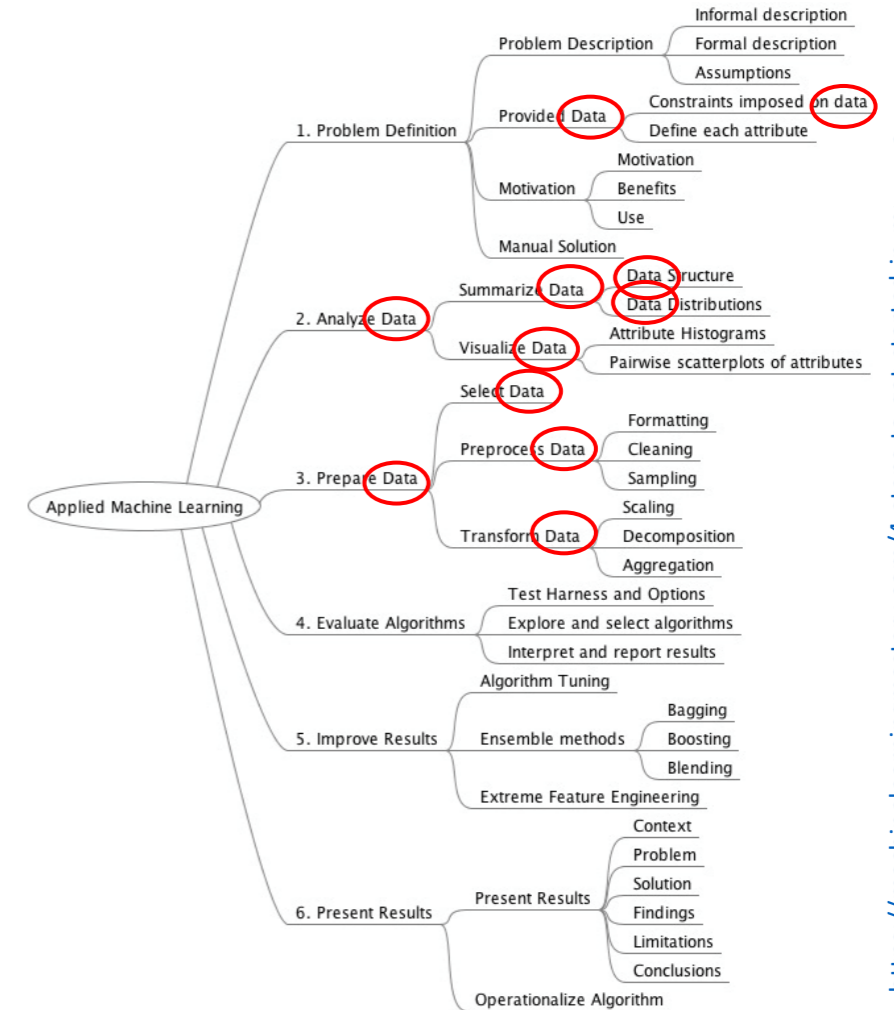 Applied Machine Learning
1. Problem Definition
Problem Description
Informal description
Formal description
Assumptions
Provided Data
Constraints imposed on data
Define each attribute
Motivation
Motivation
Benefits
Use
Manual Solution
2. Analyze Data
Summarize Data
Data Structure
Data Distributions
Visualize Data
Attribute Histograms
Pairwise scatterplots of attributes
3. Prepare Data
Select Data
Preprocess Data
Formatting
Cleaning
Sampling
Transform Data
Scaling
Decomposition
Aggregation
4. Evaluate Algorithms
Test Harness and Options
Explore and select algorithms
Interpret and report results
5. Improve Results
Algorithm Tuning
Ensemble methods
Bagging
Boosting
Blending
Extreme Feature Engineering
6. Present Results
Present Results
Context
Problem
Solution
Findings
Limitations
Conclusions
Operationalize Algorithm